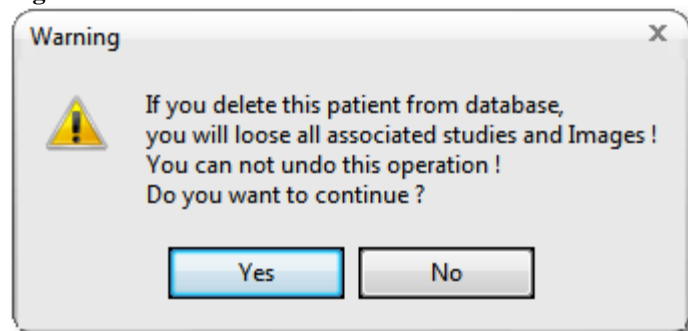 Warning
If you delete this patient from database,
you will loose all associated studies and Images !
You can not undo this operation !
Do you want to continue ?
Yes No